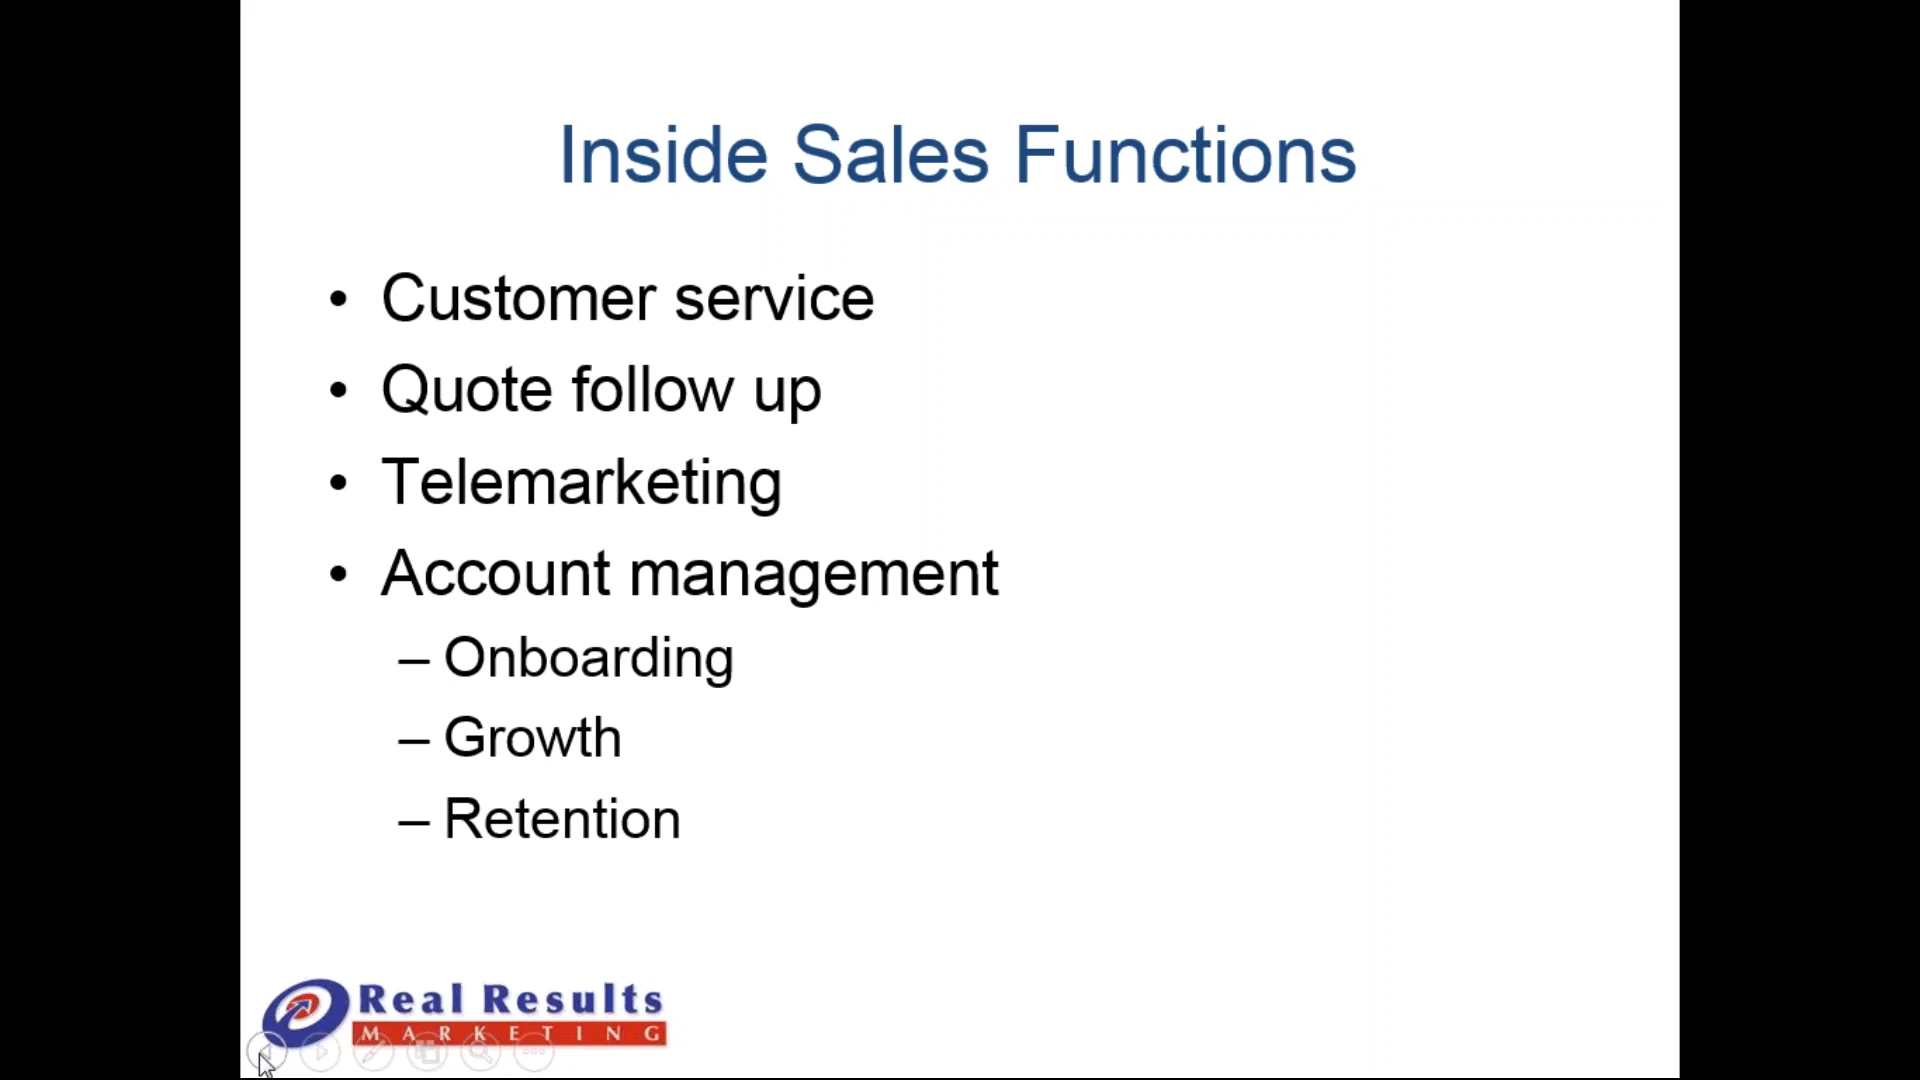 Inside Sales Functions
• Customer service
• Quote follow up
• Telemarketing
• Account management
– Onboarding
– Growth
– Retention
Real Results
MARKETING